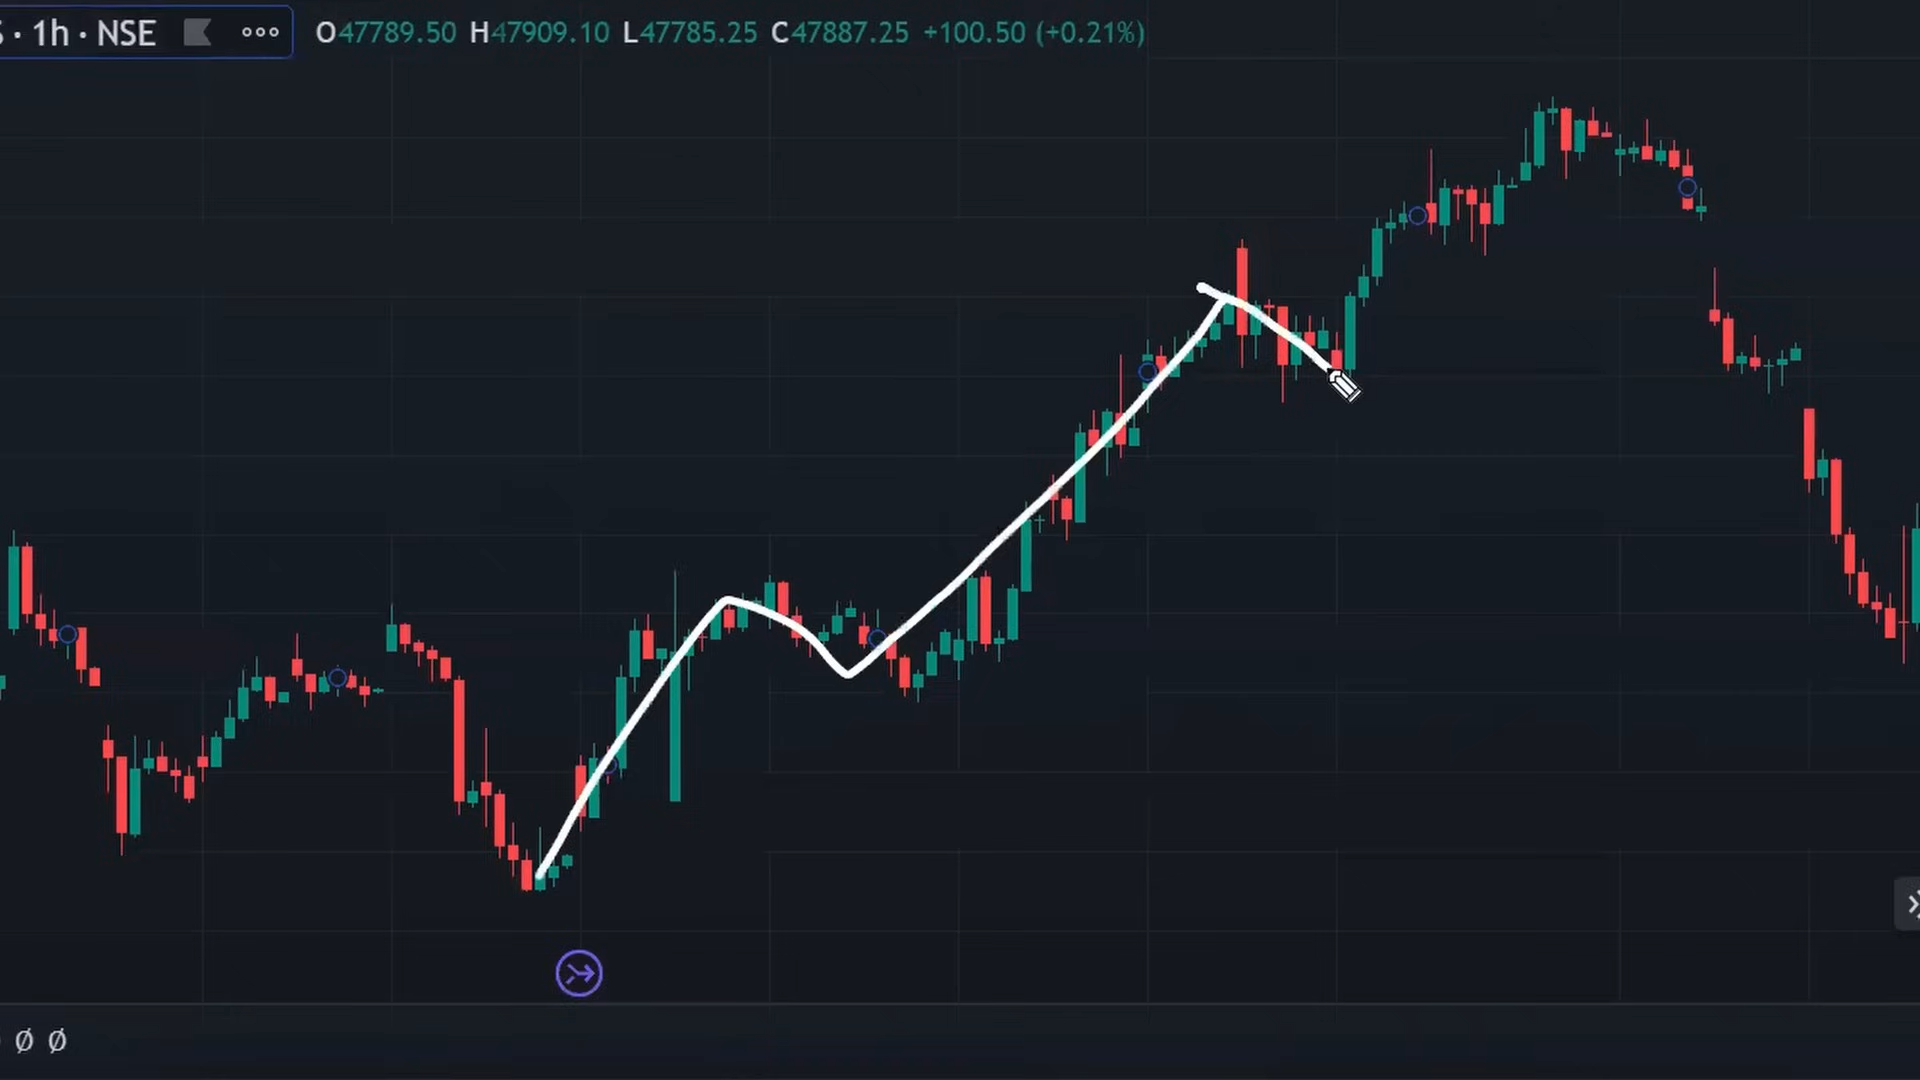 · 1h · NSE
O47789.50 H47909.10 L47785.25 C47887.25 +100.50 (+0.21%)
Ø Ø